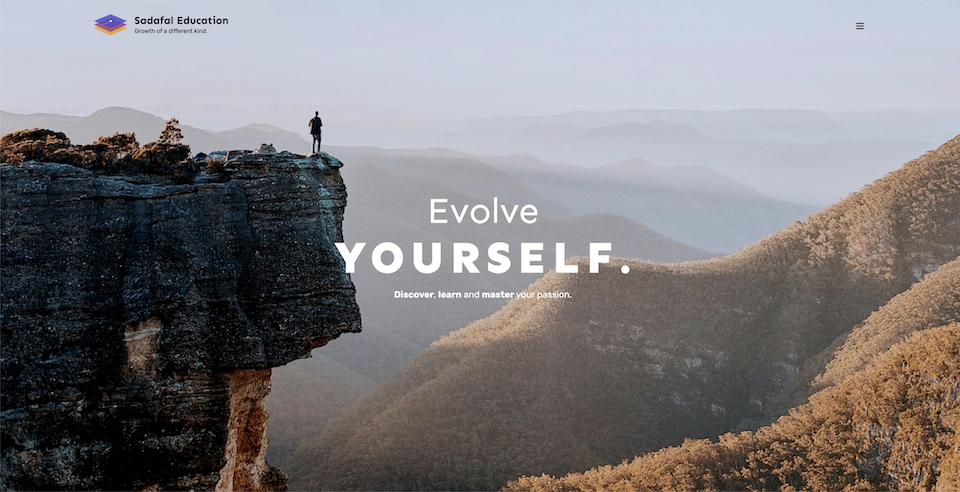 Sadafal Education
Growth of a different kind.
Evolve
YOURSELF.
Discover, learn and master your passion.